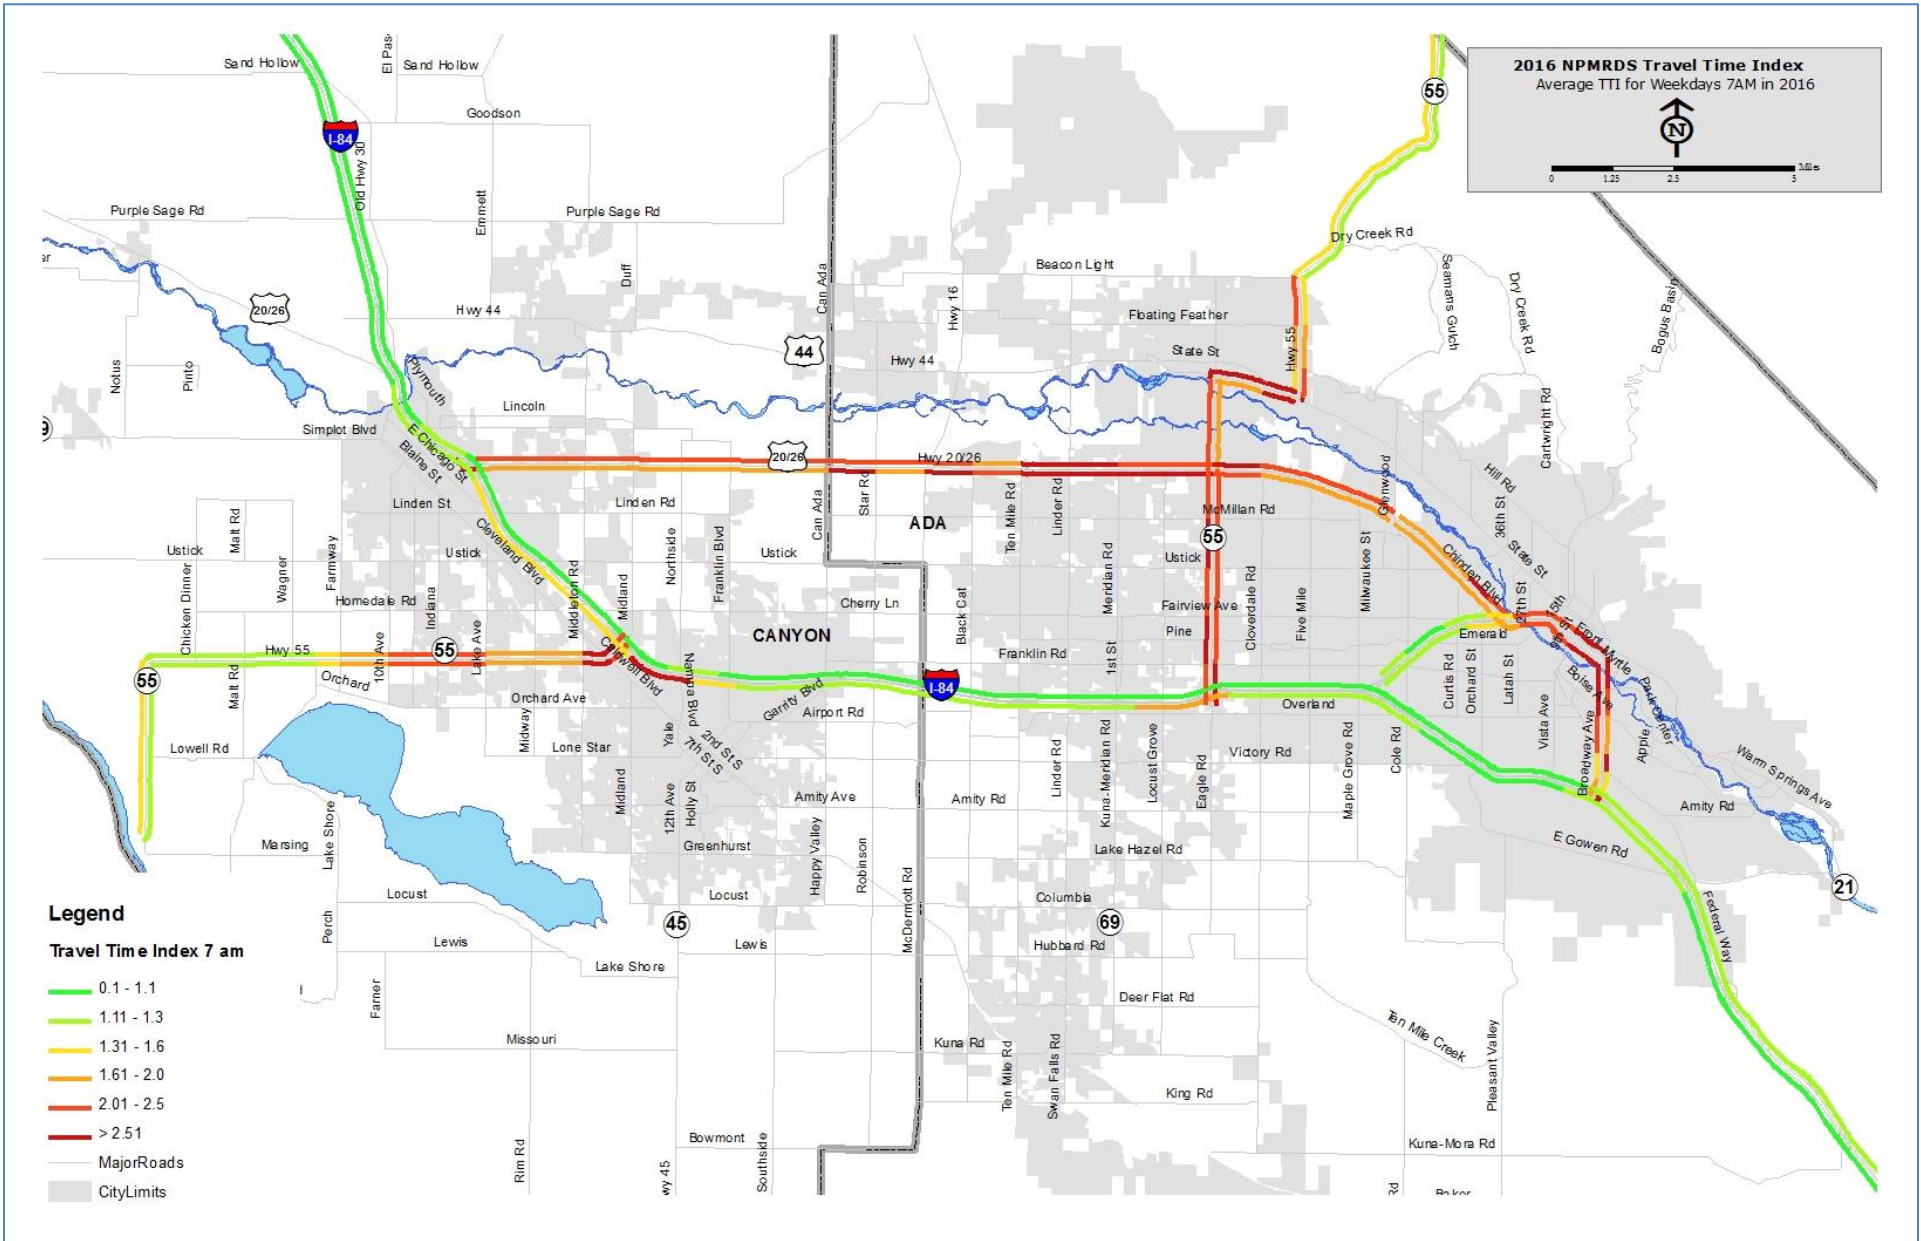 2016 NPMRDS Travel Time Index
Average TTI for Weekdays 7AM in 2016
N
0 1.25 2.5 5
Sand Hollow
El Pas
Sand Hollow
55
Goodson
I-84
Old Hwy 30
Emmett
Purple Sage Rd
Purple Sage Rd
Dry Creek Rd
er
Duff
Can Ada
Beacon Light
Seamans Gulch
Dry Creek Rd
Bogus Basin
20/26
Hwy 44
Hwy 16
Floating Feather
Hwy 55
44
Hwy 44
State St
Notus
Pinto
Plymouth
Lincoln
Cartwright Rd
Simplot Blvd
9
E Chicago St
Blaine St
20/26
Hwy 20/26
Hill Rd
Glenwood
36th St
State St
Linden St
Linden Rd
Can Ada
Star Rd
ADA
Ten Mile Rd
Linder Rd
McMillan Rd
55
Malt Rd
Cleveland Blvd
Ustick
Wagner
Farmway
Ustick
Northside
Franklin Blvd
Ustick
Ustick
Chinden Blvd
Chicken Dinner
Middleton Rd
Midland
Meridian Rd
Cloverdale Rd
Five Mile
Milwaukee St
Homedale Rd
Indiana
Cherry Ln
Black Cat
Fairview Ave
27th St
15th
CANYON
Pine
Emerald
Front
Myrtle
Hwy 55
10th Ave
55
Lake Ave
Caldwell Blvd
Franklin Rd
1st St
55
Malt Rd
Orchard
Nampa Blvd
I-84
Curtis Rd
Orchard St
Latah St
Boise Ave
Park Center
Orchard Ave
Garrity Blvd
Airport Rd
Overland
Midway
Lone Star
Yale
2nd St S
7th St S
Lowell Rd
Linder Rd
Kuna-Meridian Rd
Locust Grove
Eagle Rd
Victory Rd
Maple Grove Rd
Cole Rd
Vista Ave
Broadway Ave
Apple
Warm Springs Ave
Midland
12th Ave
Holly St
Amity Ave
Amity Rd
Amity Rd
Marsing
Lake Shore
Greenhurst
Happy Valley
Robinson
Lake Hazel Rd
E Gowen Rd
Locust
Locust
McDermott Rd
Columbia
21
Perch
45
69
Federal Way
Lewis
Lewis
Hubbard Rd
Lake Shore
Farner
Deer Flat Rd
Ten Mile Creek
Pleasant Valley
Missouri
Kuna Rd
Ten Mile Rd
Swan Falls Rd
King Rd
Rim Rd
Bowmont
Southside
wy 45
Kuna-Mora Rd
Rd
Legend
Travel Time Index 7 am
0.1 - 1.1
1.11 - 1.3
1.31 - 1.6
1.61 - 2.0
2.01 - 2.5
> 2.51
MajorRoads
CityLimits